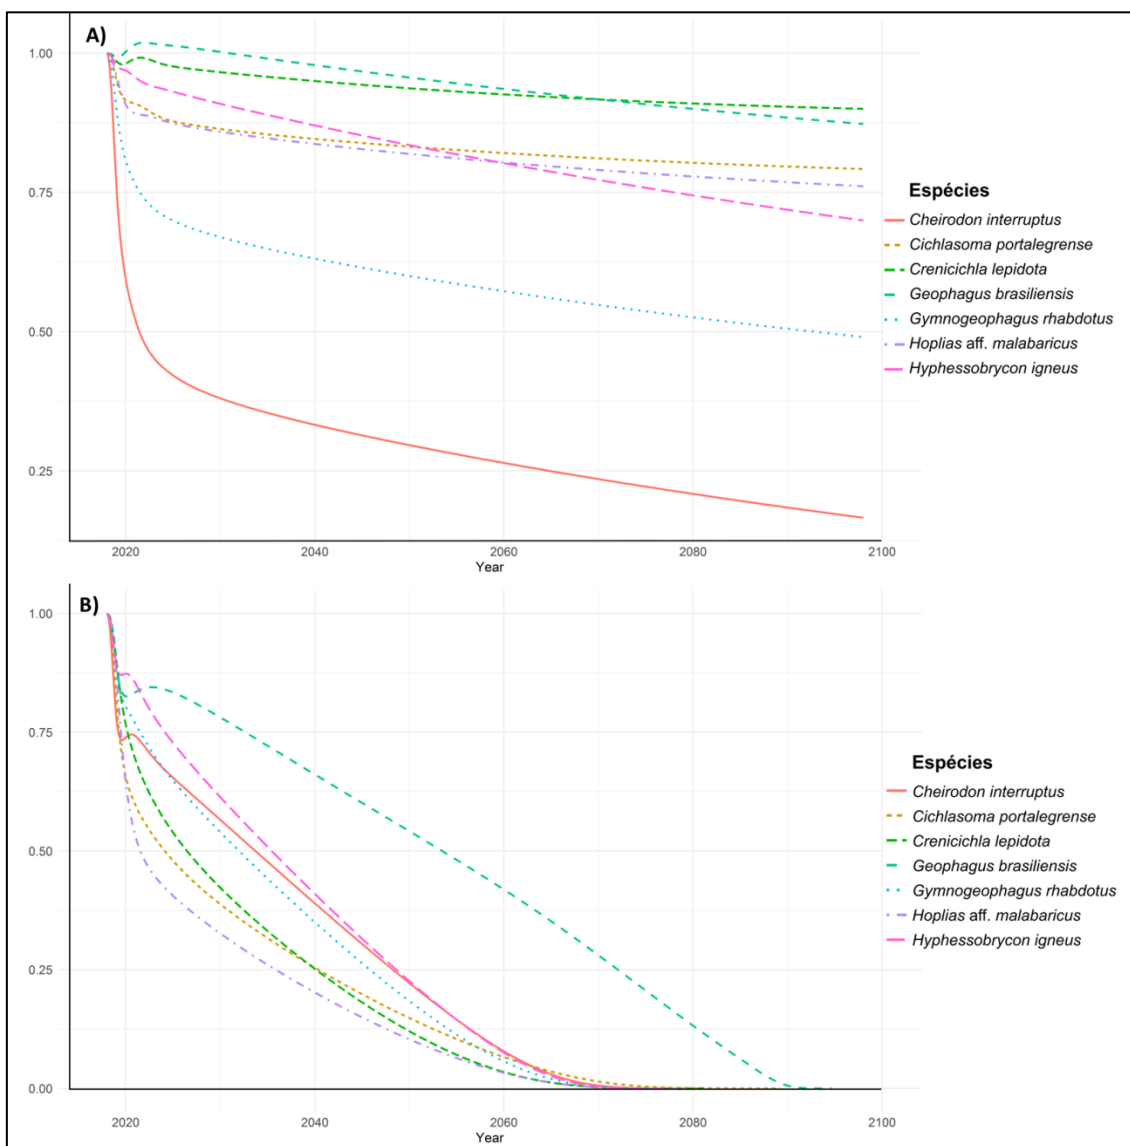 A)
1.00
0.75
0.50
0.25
2020 2040 2060 2080 2100
Year
Espécies
Cheirodon interruptus
Cichlasoma portalegrense
Crenicichla lepidota
Geophagus brasiliensis
Gymnogeophagus rhabdotus
Hoplias aff. malabaricus
Hyphessobrycon igneus
B)
1.00
0.75
0.50
0.25
0.00
2020 2040 2060 2080 2100
Year
Espécies
Cheirodon interruptus
Cichlasoma portalegrense
Crenicichla lepidota
Geophagus brasiliensis
Gymnogeophagus rhabdotus
Hoplias aff. malabaricus
Hyphessobrycon igneus